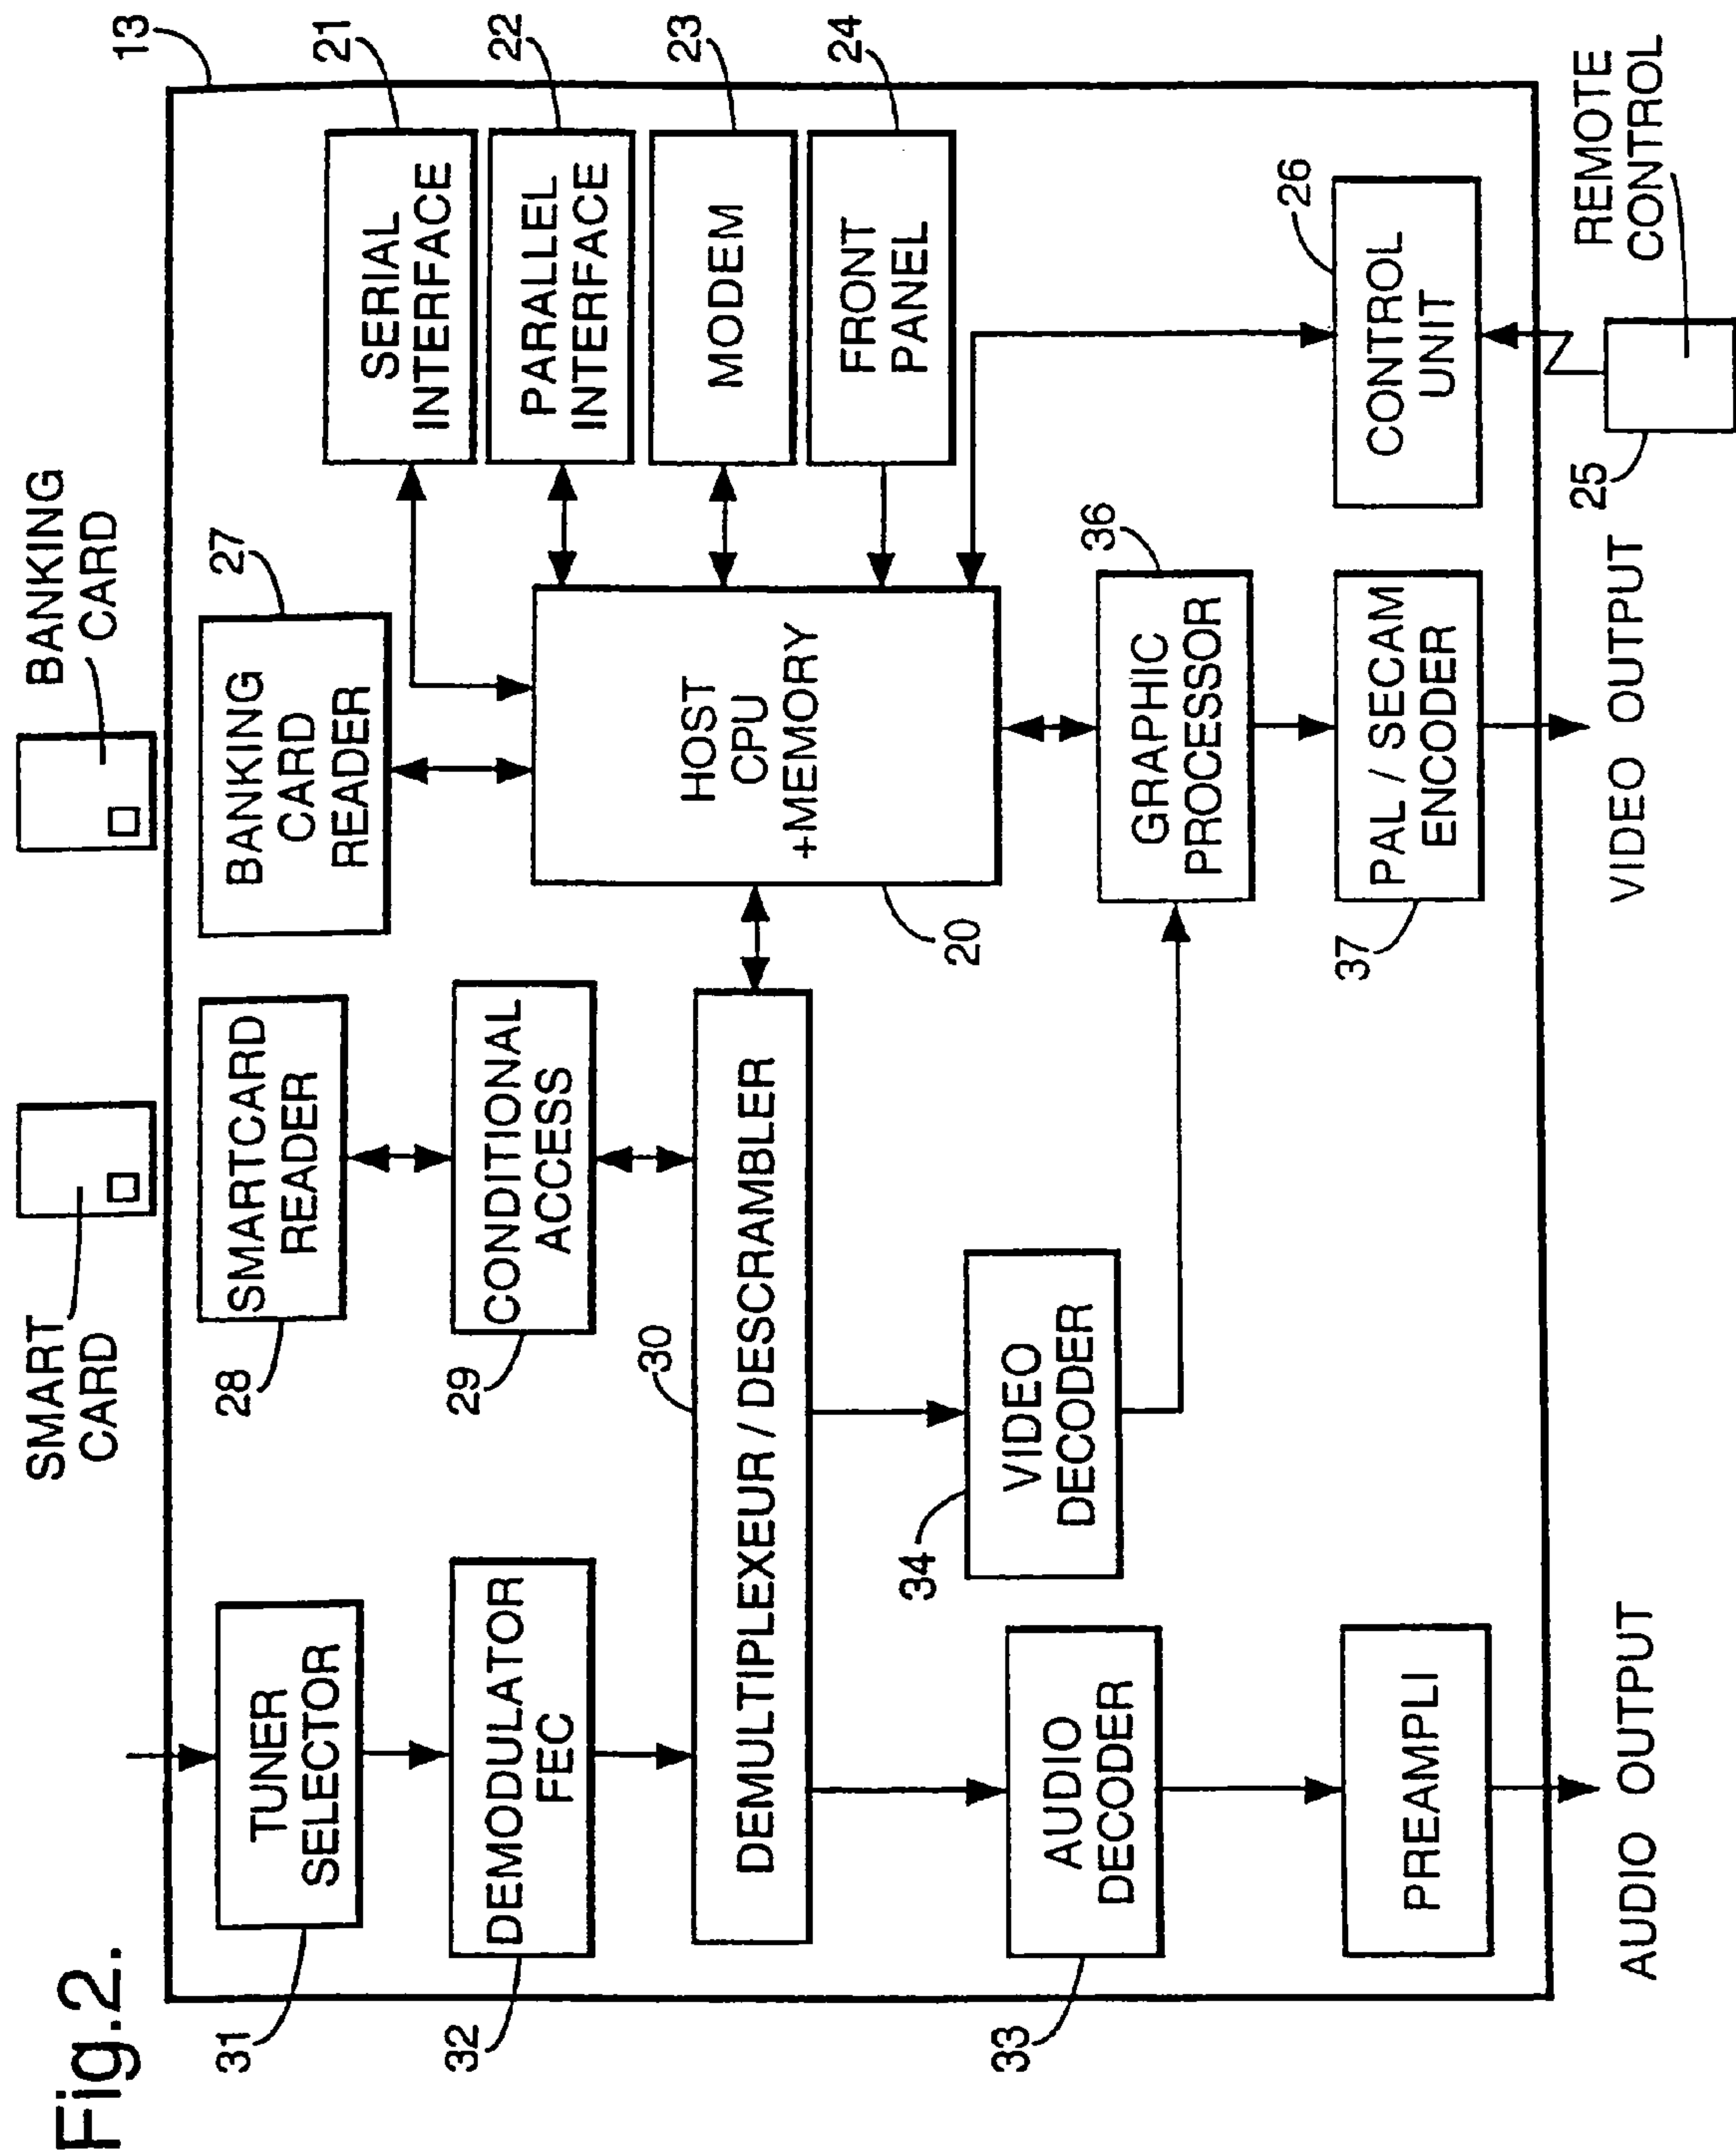 Fig.2.
SMART
CARD
BANKING
CARD
13
31
TUNER
SELECTOR
28
SMARTCARD
READER
27
BANKING
CARD
READER
21
SERIAL
INTERFACE
22
PARALLEL
INTERFACE
32
DEMODULATOR
FEC
29
CONDITIONAL
ACCESS
23
MODEM
30
DEMULTIPLEXEUR / DESCRAMBLER
HOST
CPU
+MEMORY
20
24
FRONT
PANEL
33
AUDIO
DECODER
34
VIDEO
DECODER
36
GRAPHIC
PROCESSOR
26
CONTROL
UNIT
PREAMPLI
37
PAL / SECAM
ENCODER
25
REMOTE
CONTROL
AUDIO OUTPUT
VIDEO OUTPUT